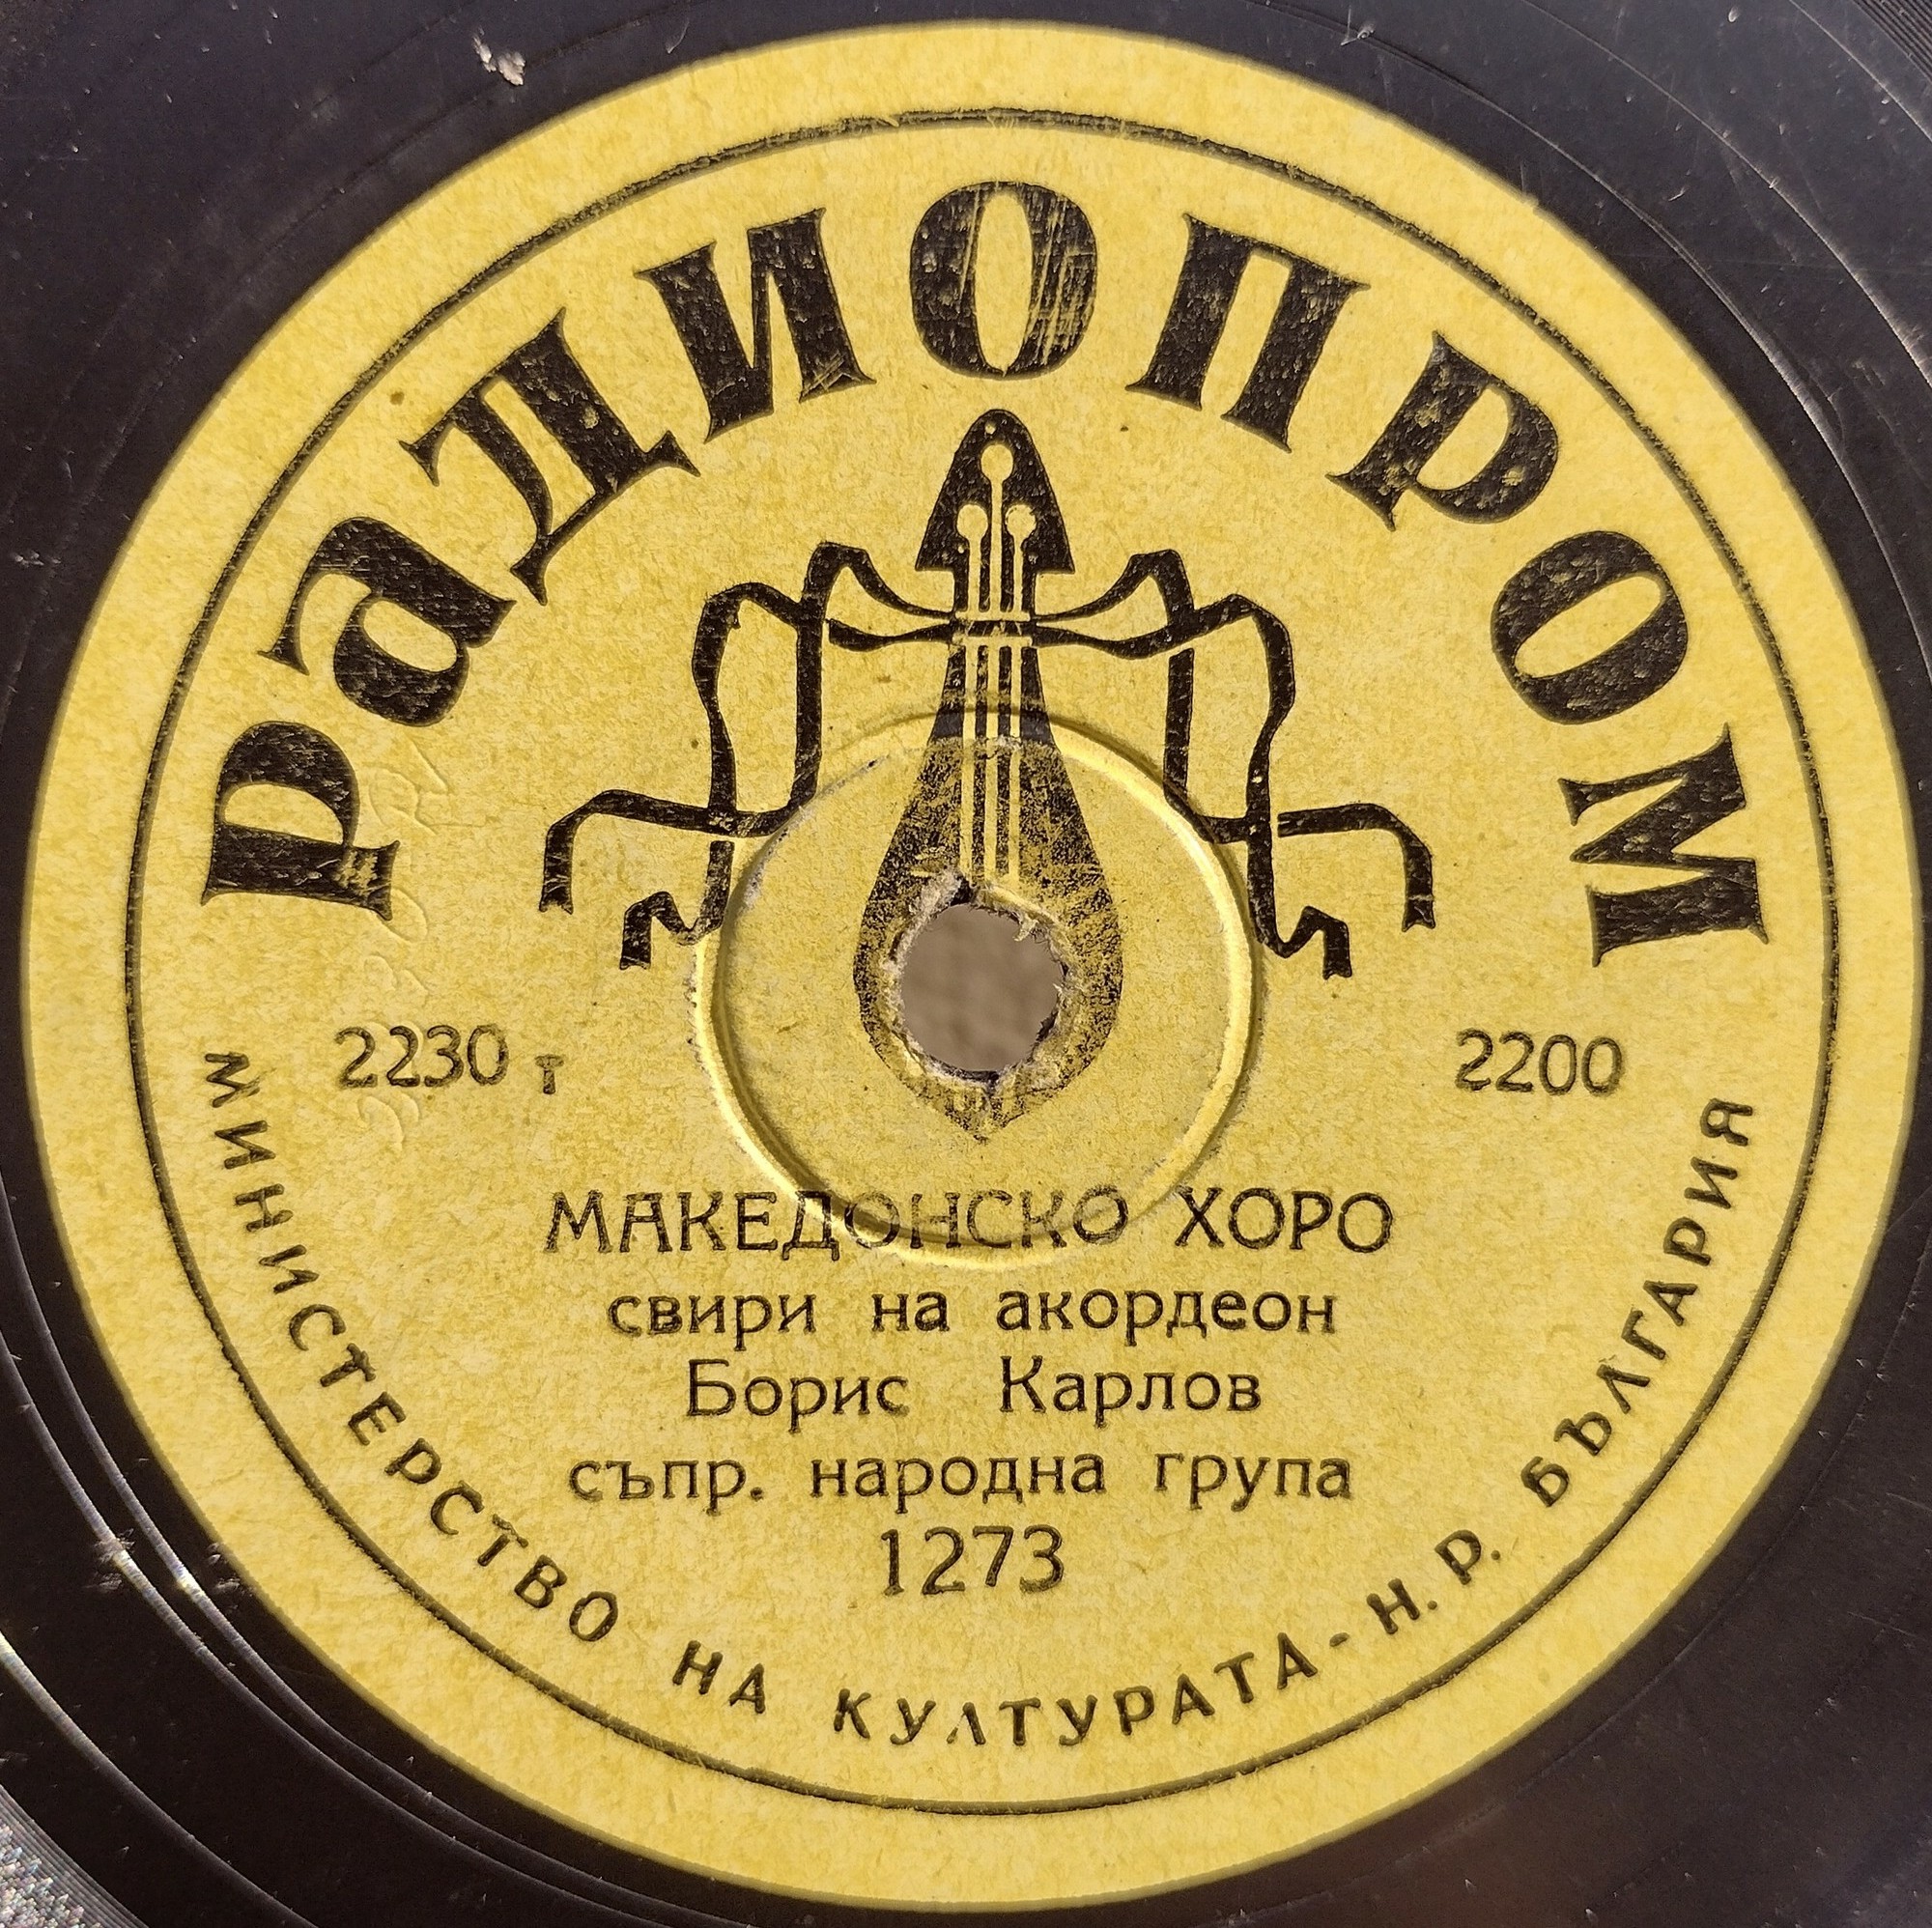 РАДИОПРОМ
2230 т
2200
МАКЕДОНСКО ХОРО
свири на акордеон
Борис Карлов
съпр. народна група
1273
МИНИСТЕРСТВО НА КУЛТУРАТА - Н. Р. БЪЛГАРИЯ